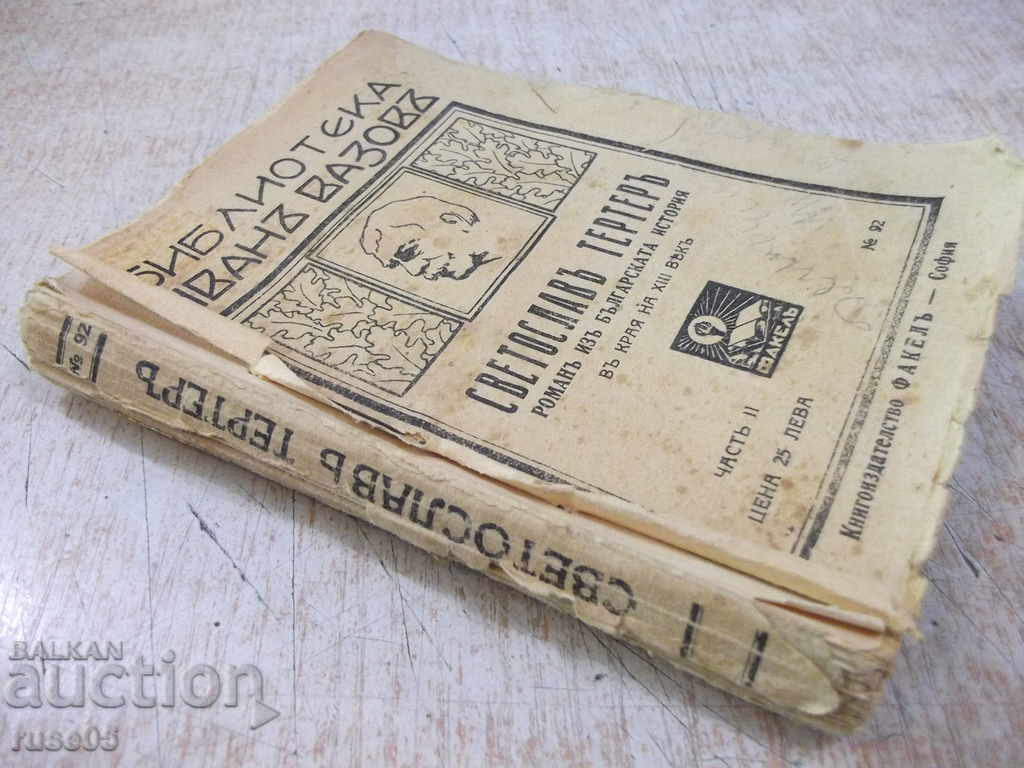 БИБЛИОТЕКА
ИВАНЪ ВАЗОВЪ
СВЕТОСЛАВЪ ТЕРТЕРЪ
РОМАНЪ ИЗЪ БЪЛГАРСКАТА ИСТОРИЯ
ВЪ КРАЯ НА XIII ВѢКЪ
ФАКЕЛЪ
ЧАСТЬ II
№ 92
ЦЕНА 25 ЛЕВА
Книгоиздателство ФАКЕЛЪ — София
№ 92
СВЕТОСЛАВЪ ТЕРТЕРЪ
BALKAN
auction
ruse05